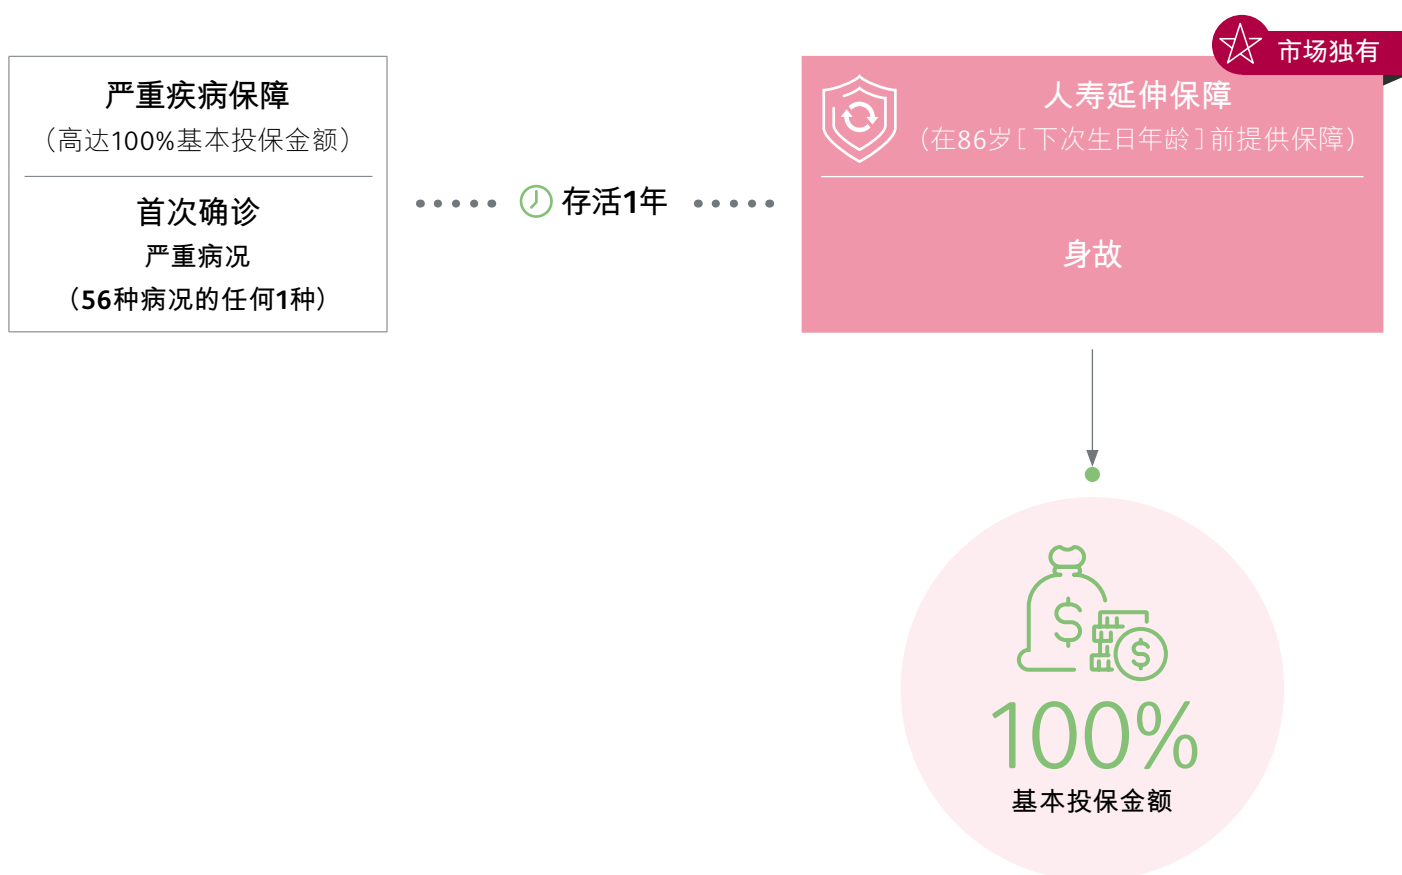 市场独有
严重疾病保障
（高达100%基本投保金额）
首次确诊
严重病况
（56种病况的任何1种）
存活1年
人寿延伸保障
（在86岁［下次生日年龄］前提供保障）
身故
$
$
100%
基本投保金额